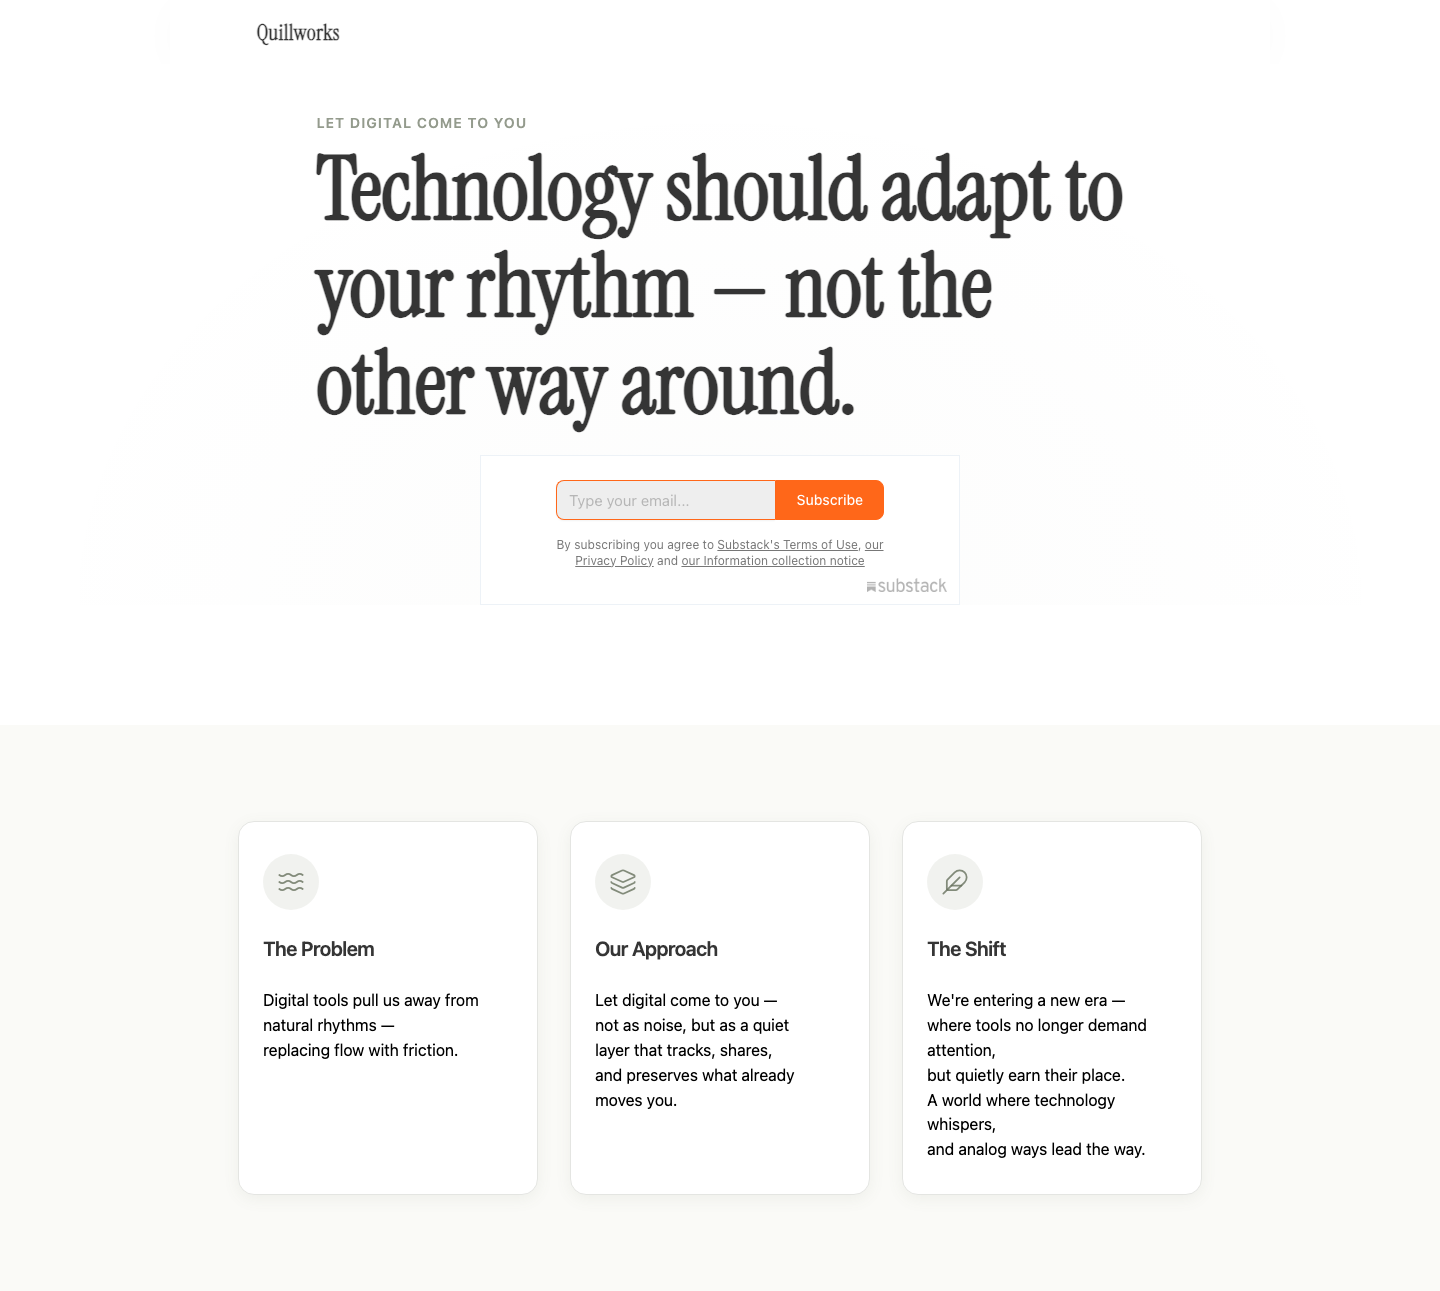 Quillworks
LET DIGITAL COME TO YOU
Technology should adapt to
your rhythm — not the
other way around.
Type your email...
Subscribe
By subscribing you agree to Substack's Terms of Use, our
Privacy Policy and our Information collection notice
substack
The Problem
Digital tools pull us away from
natural rhythms —
replacing flow with friction.
Our Approach
Let digital come to you —
not as noise, but as a quiet
layer that tracks, shares,
and preserves what already
moves you.
The Shift
We're entering a new era —
where tools no longer demand
attention,
but quietly earn their place.
A world where technology
whispers,
and analog ways lead the way.